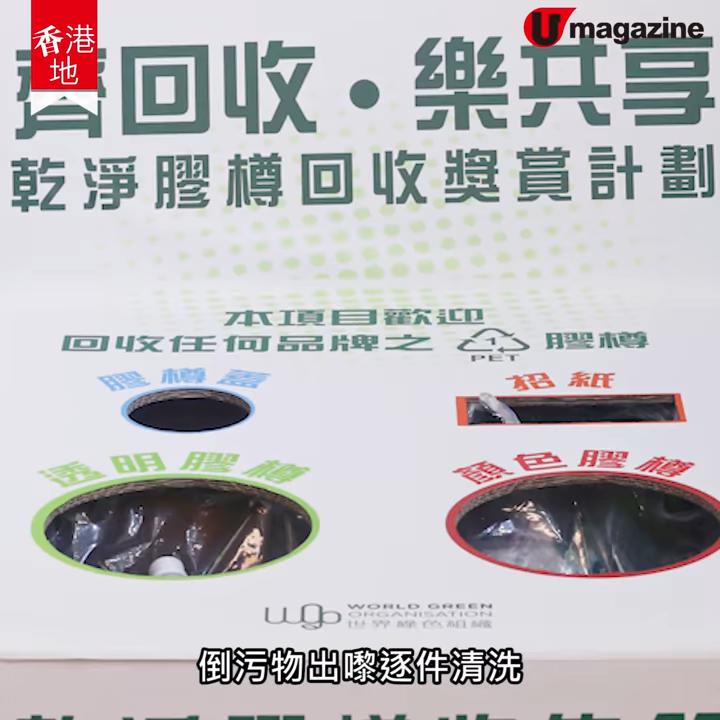 香港
地
U magazine
齊回收•樂共享
乾淨膠樽回收獎賞計劃
本項目歡迎
回收任何品牌之 1 PET 膠樽
膠樽蓋
招紙
透明膠樽
顏色膠樽
wgo WORLD GREEN
ORGANISATION
世界綠色組織
倒污物出嚟逐件清洗